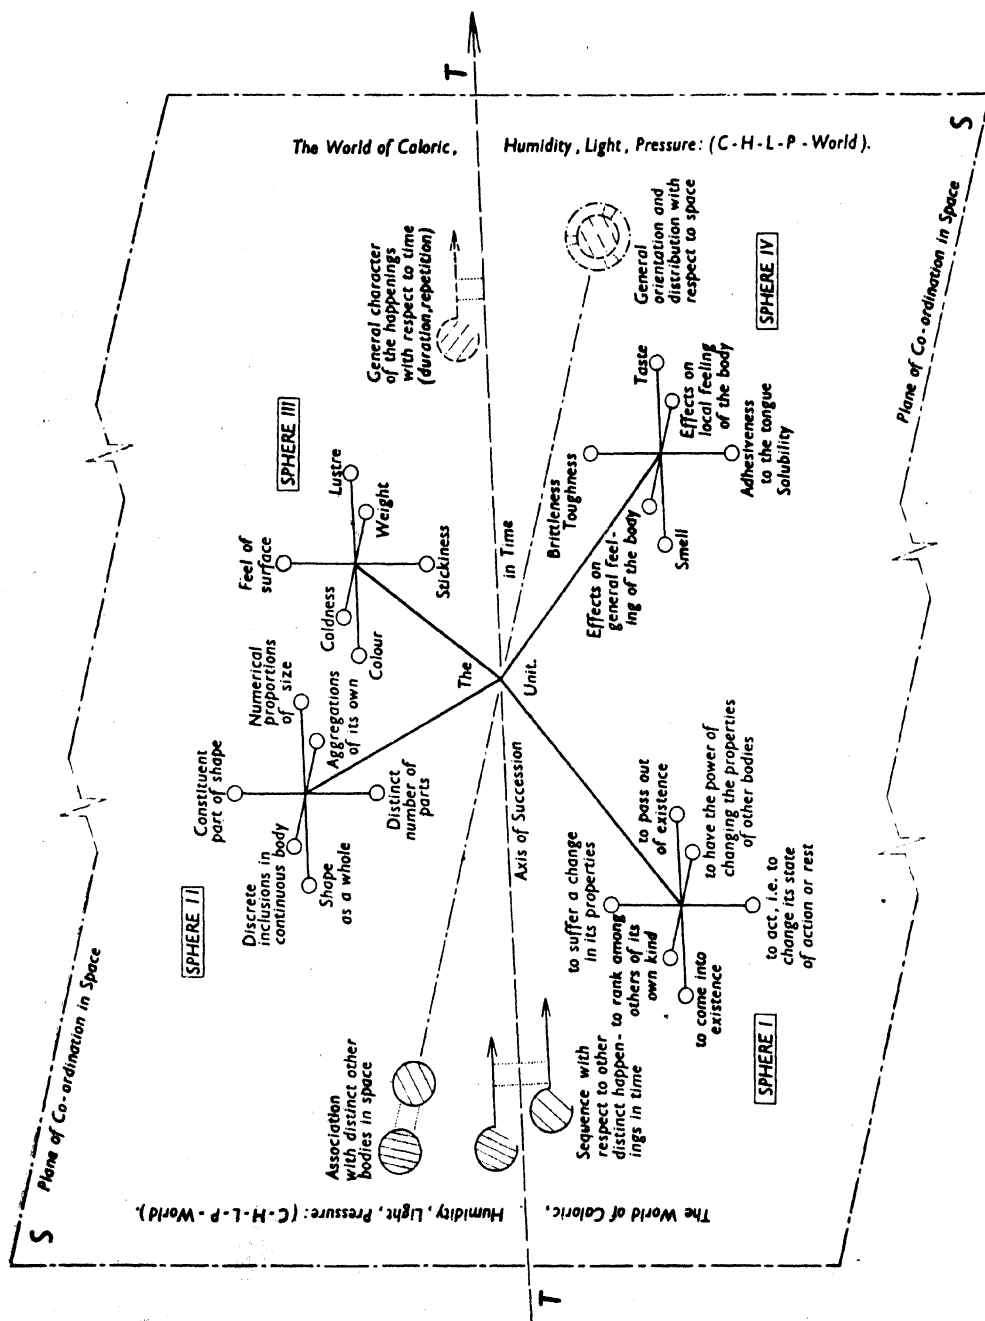 T
S
The World of Caloric,
Humidity, Light, Pressure: (C-H-L-P-World).
Plane of Co-ordination in Space
General character
of the happenings
with respect to time
(duration, repetition)
General
orientation and
distribution with
respect to space
SPHERE III
Feel of
surface
Lustre
Weight
Stickiness
Coldness
Colour
SPHERE IV
Taste
Effects on
local feeling
of the body
Adhesiveness
to the tongue
Solubility
Brittleness
Toughness
Effects on
general feel-
ing of the body
Smell
in Time
The
Unit.
Axis of Succession
SPHERE II
Constituent
part of shape
Numerical
proportions
of size
Aggregations
of its own
Distinct
number of
parts
Discrete
inclusions in
continuous body
Shape
as a whole
SPHERE I
to suffer a change
in its properties
to pass out
of existence
to have the power of
changing the properties
of other bodies
to act, i.e. to
change its state
of action or rest
to rank among
others of its
own kind
to come into
existence
Association
with distinct other
bodies in space
Sequence with
respect to other
distinct happen-
ings in time
Plane of Co-ordination in Space
S
The World of Caloric,
Humidity, Light, Pressure: (C-H-L-P-World).
T